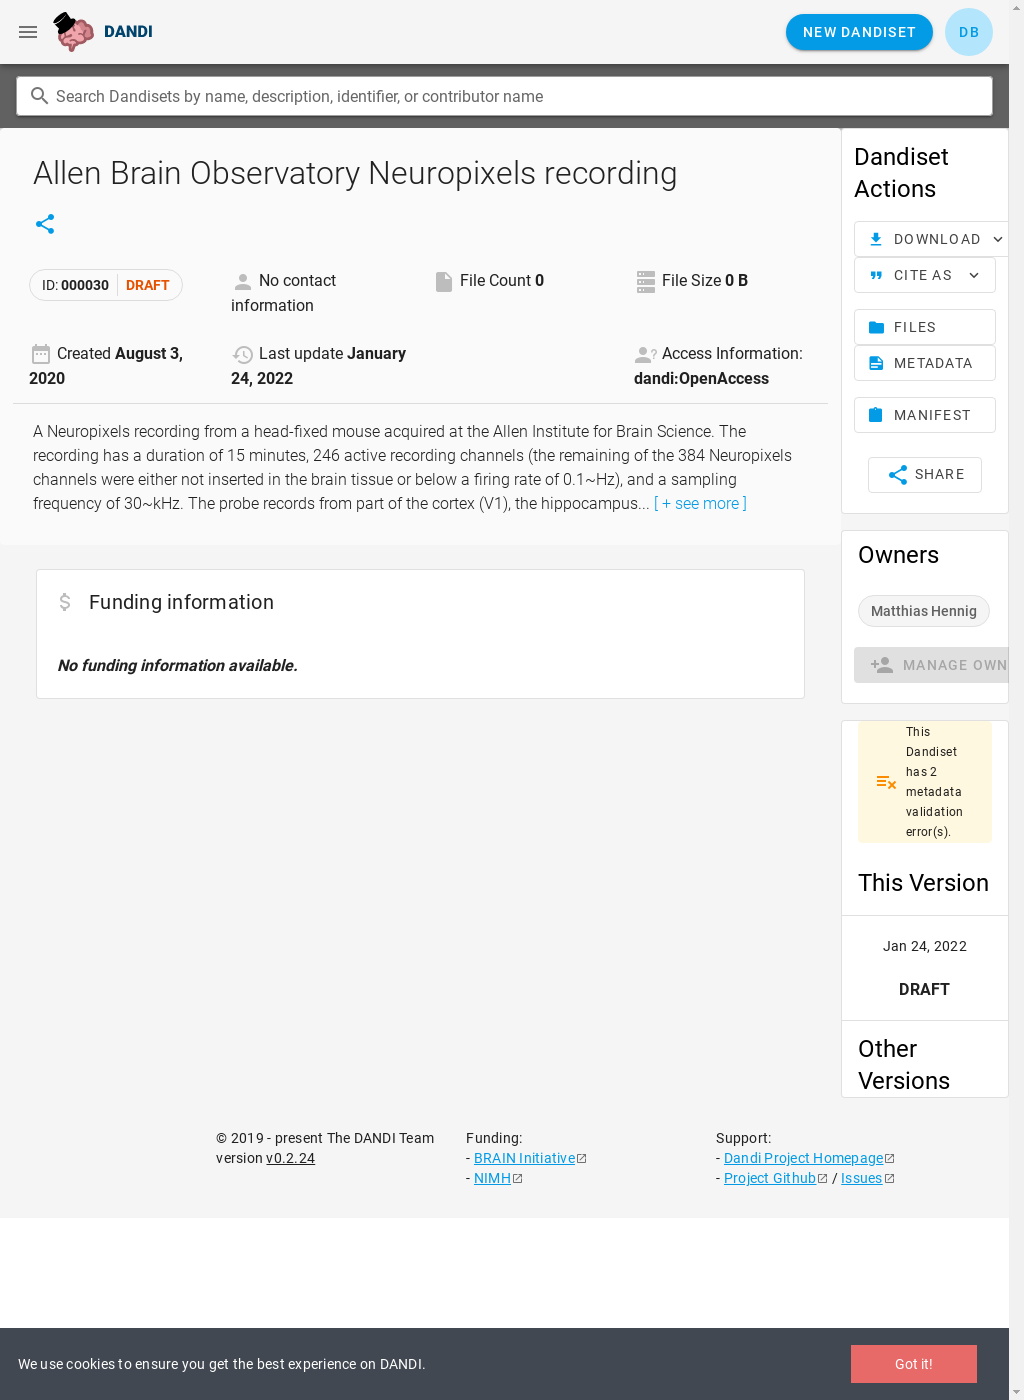 DANDI
NEW DANDISET
DB
Search Dandisets by name, description, identifier, or contributor name
Allen Brain Observatory Neuropixels recording
ID: 000030 DRAFT
No contact
information
File Count 0
File Size 0 B
Created August 3,
2020
Last update January
24, 2022
Access Information:
dandi:OpenAccess
A Neuropixels recording from a head-fixed mouse acquired at the Allen Institute for Brain Science. The
recording has a duration of 15 minutes, 246 active recording channels (the remaining of the 384 Neuropixels
channels were either not inserted in the brain tissue or below a firing rate of 0.1~Hz), and a sampling
frequency of 30~kHz. The probe records from part of the cortex (V1), the hippocampus... [ + see more ]
Funding information
No funding information available.
Dandiset
Actions
DOWNLOAD
CITE AS
FILES
METADATA
MANIFEST
SHARE
Owners
Matthias Hennig
MANAGE OWN
This
Dandiset
has 2
metadata
validation
error(s).
This Version
Jan 24, 2022
DRAFT
Other
Versions
© 2019 - present The DANDI Team
version v0.2.24
Funding:
- BRAIN Initiative
- NIMH
Support:
- Dandi Project Homepage
- Project Github / Issues
We use cookies to ensure you get the best experience on DANDI.
Got it!